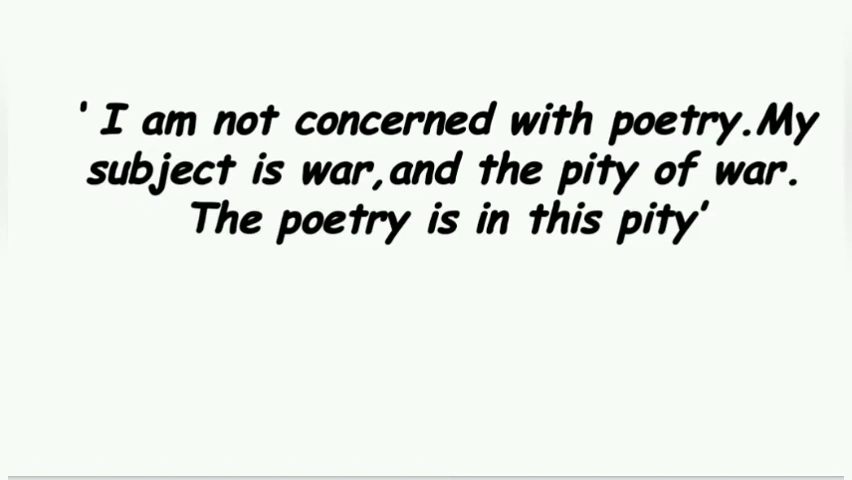 ' I am not concerned with poetry.My
subject is war,and the pity of war.
The poetry is in this pity'